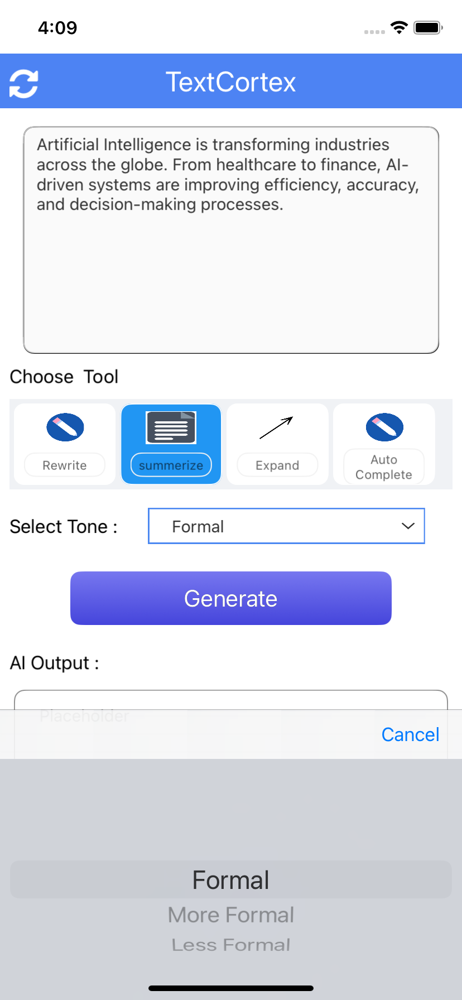 4:09
TextCortex
Artificial Intelligence is transforming industries
across the globe. From healthcare to finance, AI-
driven systems are improving efficiency, accuracy,
and decision-making processes.
Choose  Tool
Rewrite
summerize
Expand
Auto
Complete
Select Tone :
Formal
Generate
AI Output :
Placeholder
Cancel
Formal
More Formal
Less Formal